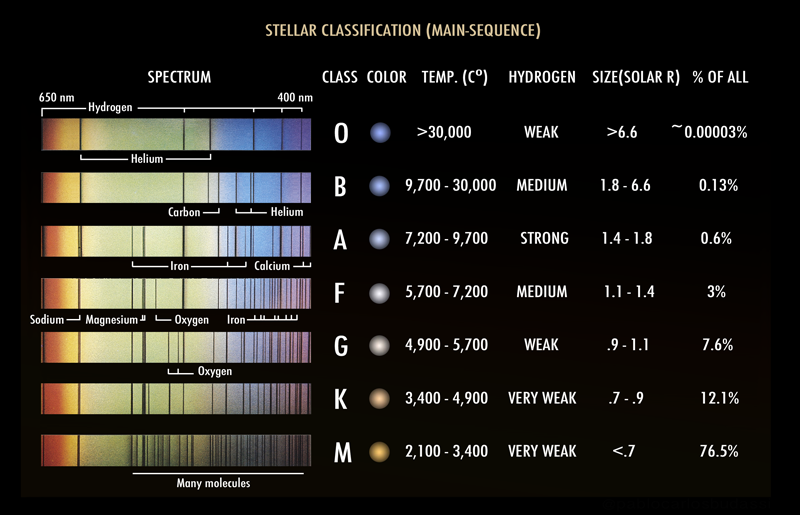 STELLAR CLASSIFICATION (MAIN-SEQUENCE)
SPECTRUM CLASS COLOR TEMP. (Cº) HYDROGEN SIZE(SOLAR R) % OF ALL
650 nm 400 nm
Hydrogen
O >30,000 WEAK >6.6 ~0.00003%
Helium
B 9,700 - 30,000 MEDIUM 1.8 - 6.6 0.13%
Carbon Helium
A 7,200 - 9,700 STRONG 1.4 - 1.8 0.6%
Iron Calcium
F 5,700 - 7,200 MEDIUM 1.1 - 1.4 3%
Sodium Magnesium Oxygen Iron
G 4,900 - 5,700 WEAK .9 - 1.1 7.6%
Oxygen
K 3,400 - 4,900 VERY WEAK .7 - .9 12.1%
M 2,100 - 3,400 VERY WEAK <.7 76.5%
Many molecules